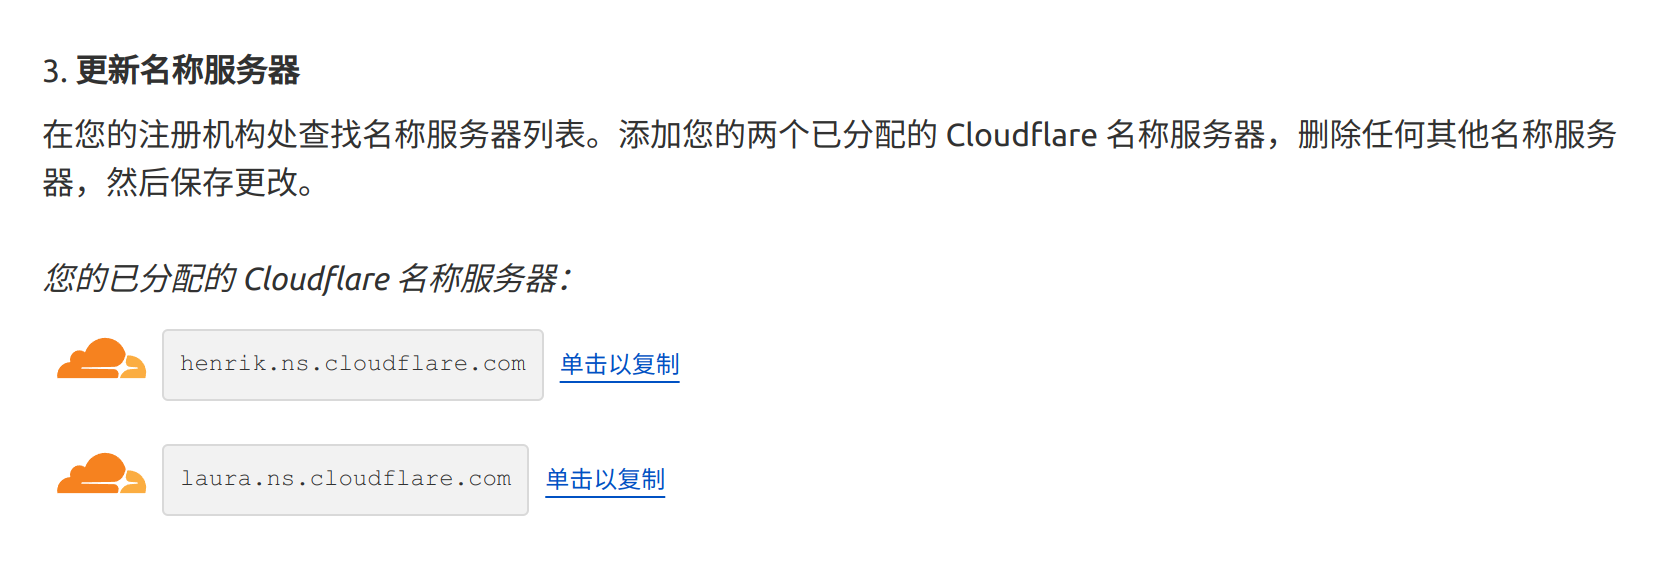 3. 更新名称服务器
在您的注册机构处查找名称服务器列表。添加您的两个已分配的 Cloudflare 名称服务器，删除任何其他名称服务
器，然后保存更改。
您的已分配的 Cloudflare 名称服务器：
henrik.ns.cloudflare.com 单击以复制
laura.ns.cloudflare.com 单击以复制